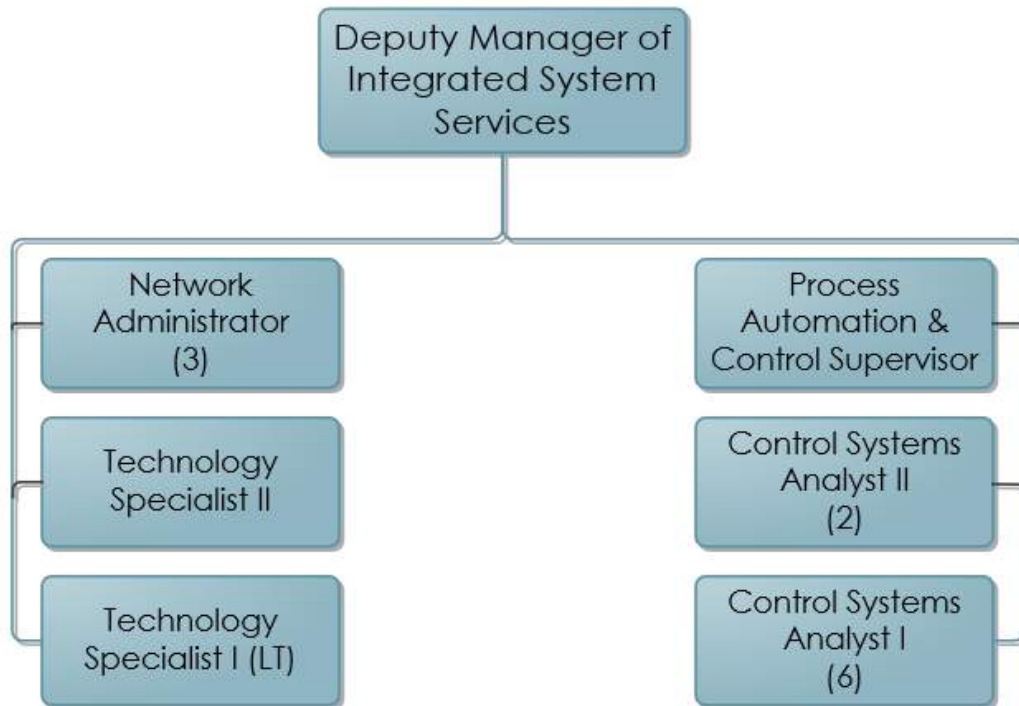 Deputy Manager of
Integrated System
Services
Network
Administrator
(3)
Technology
Specialist II
Technology
Specialist I (LT)
Process
Automation &
Control Supervisor
Control Systems
Analyst II
(2)
Control Systems
Analyst I
(6)